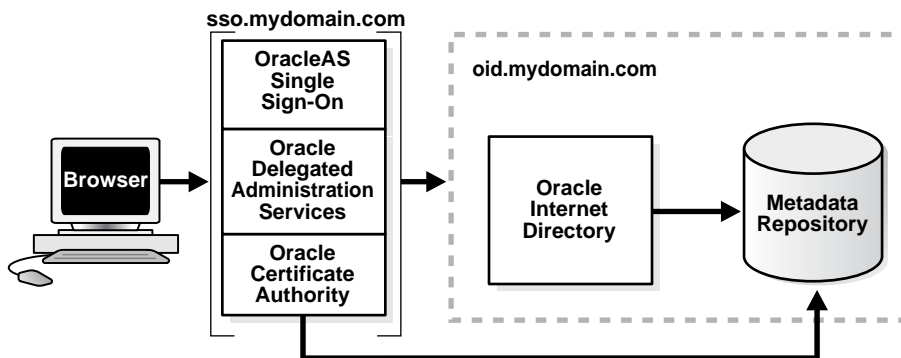 sso.mydomain.com
OracleAS
Single
Sign-On
Oracle
Delegated
Administration
Services
Oracle
Certificate
Authority
Browser
oid.mydomain.com
Oracle
Internet
Directory
Metadata
Repository